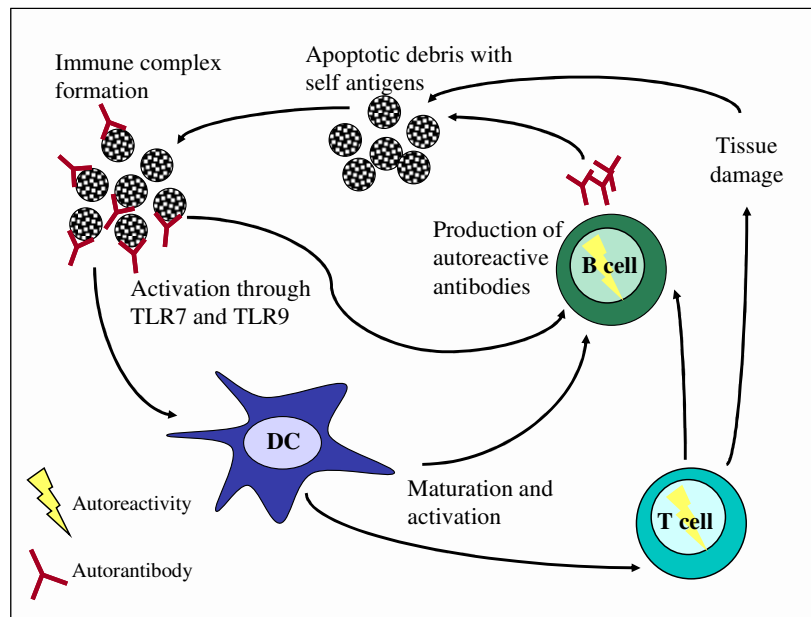 Immune complex
formation
Apoptotic debris with
self antigens
Tissue
damage
Production of
autoreactive
antibodies
B cell
Activation through
TLR7 and TLR9
DC
Maturation and
activation
T cell
Autoreactivity
Autorantibody